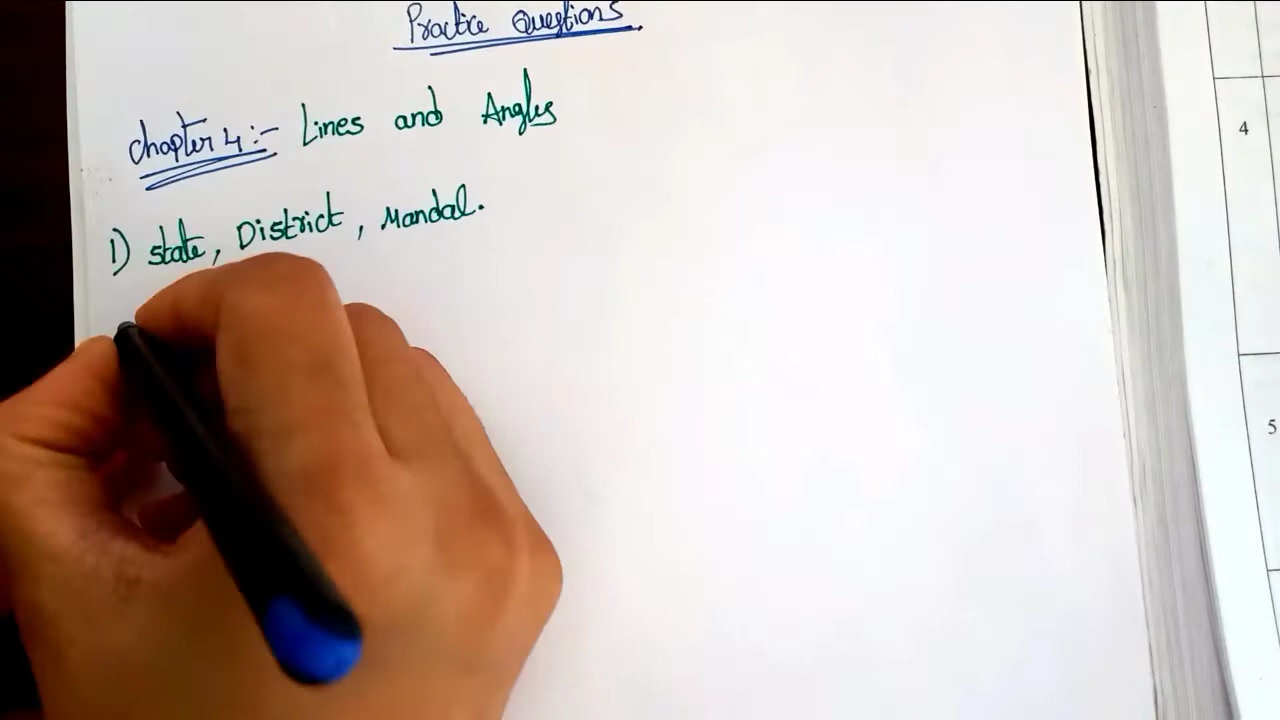 Practice Questions
Chapter 4:- Lines and Angles
1) state, District, Mandal.
4
5